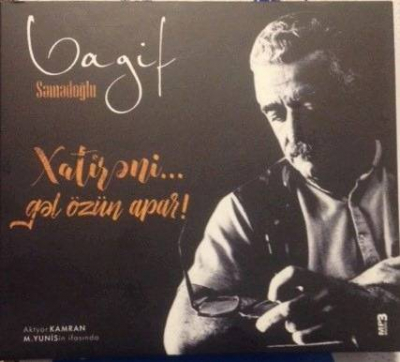 Vagif
Səmədoğlu
Xatirəni...
gəl özün apar!
Aktyor KAMRAN
M.YUNİSin ifasında
MP3